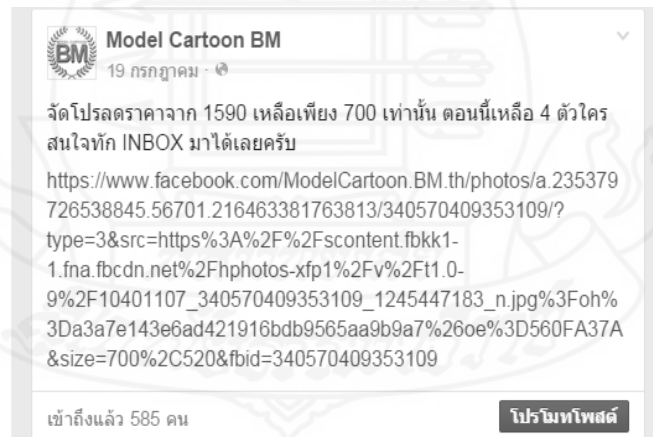 BM
Model Cartoon BM
19 กรกฎาคม ·
จัดโปรลดราคาจาก 1590 เหลือเพียง 700 เท่านั้น ตอนนี้เหลือ 4 ตัวใคร
สนใจทัก INBOX มาได้เลยครับ
https://www.facebook.com/ModelCartoon.BM.th/photos/a.235379
726538845.56701.216463381763813/340570409353109/?
type=3&src=https%3A%2F%2Fscontent.fbkk1-
1.fna.fbcdn.net%2Fhphotos-xfp1%2Fv%2Ft1.0-
9%2F10401107_340570409353109_1245447183_n.jpg%3Foh%
3Da3a7e143e6ad421916bdb9565aa9b9a7%26oe%3D560FA37A
&size=700%2C520&fbid=340570409353109
เข้าถึงแล้ว 585 คน
โปรโมทโพสต์